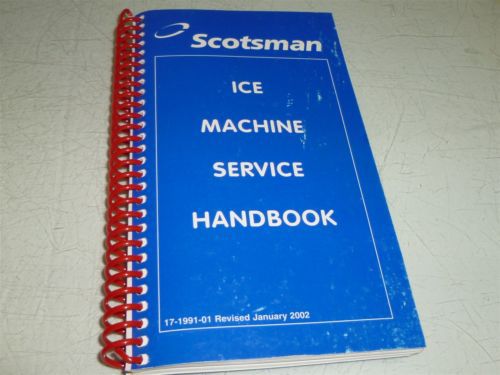 Scotsman
ICE
MACHINE
SERVICE
HANDBOOK
17-1991-01 Revised January 2002